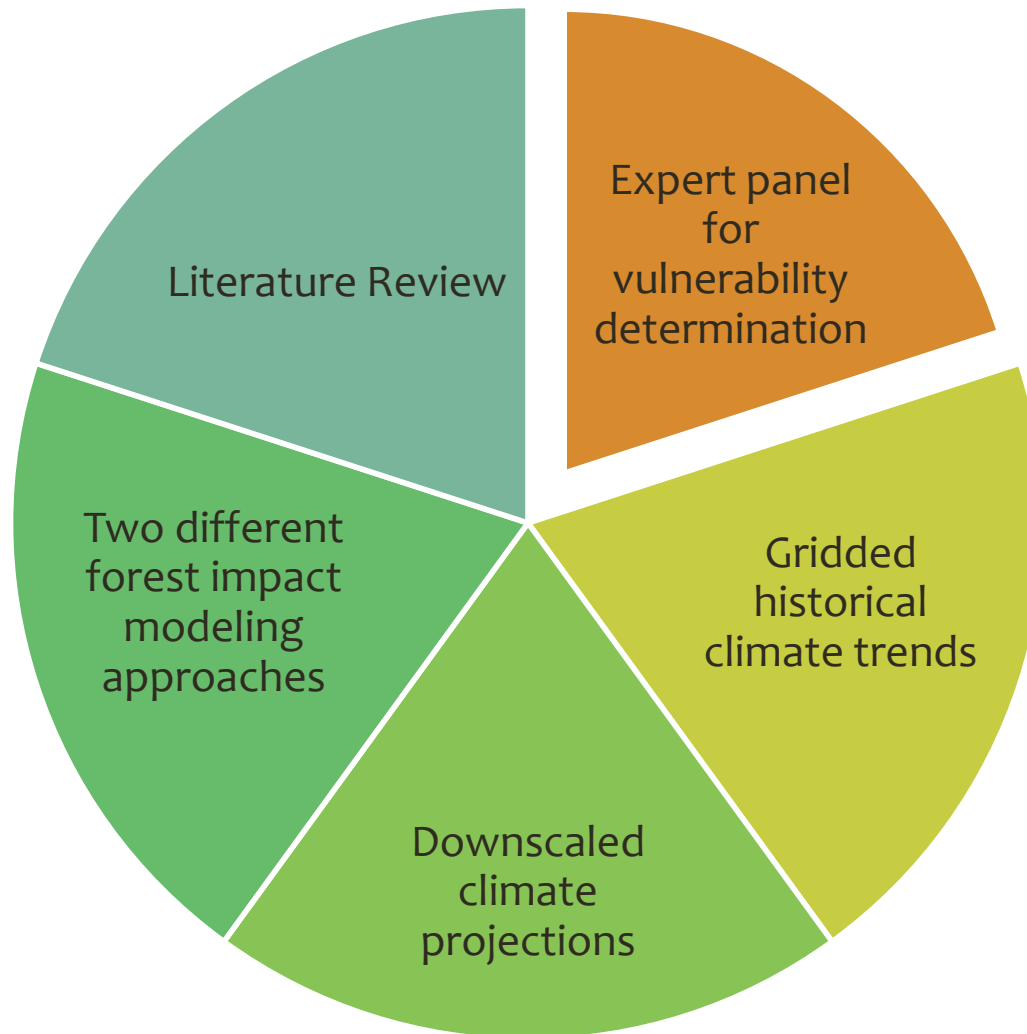 Expert panel
for
vulnerability
determination
Gridded
historical
climate trends
Downscaled
climate
projections
Two different
forest impact
modeling
approaches
Literature Review